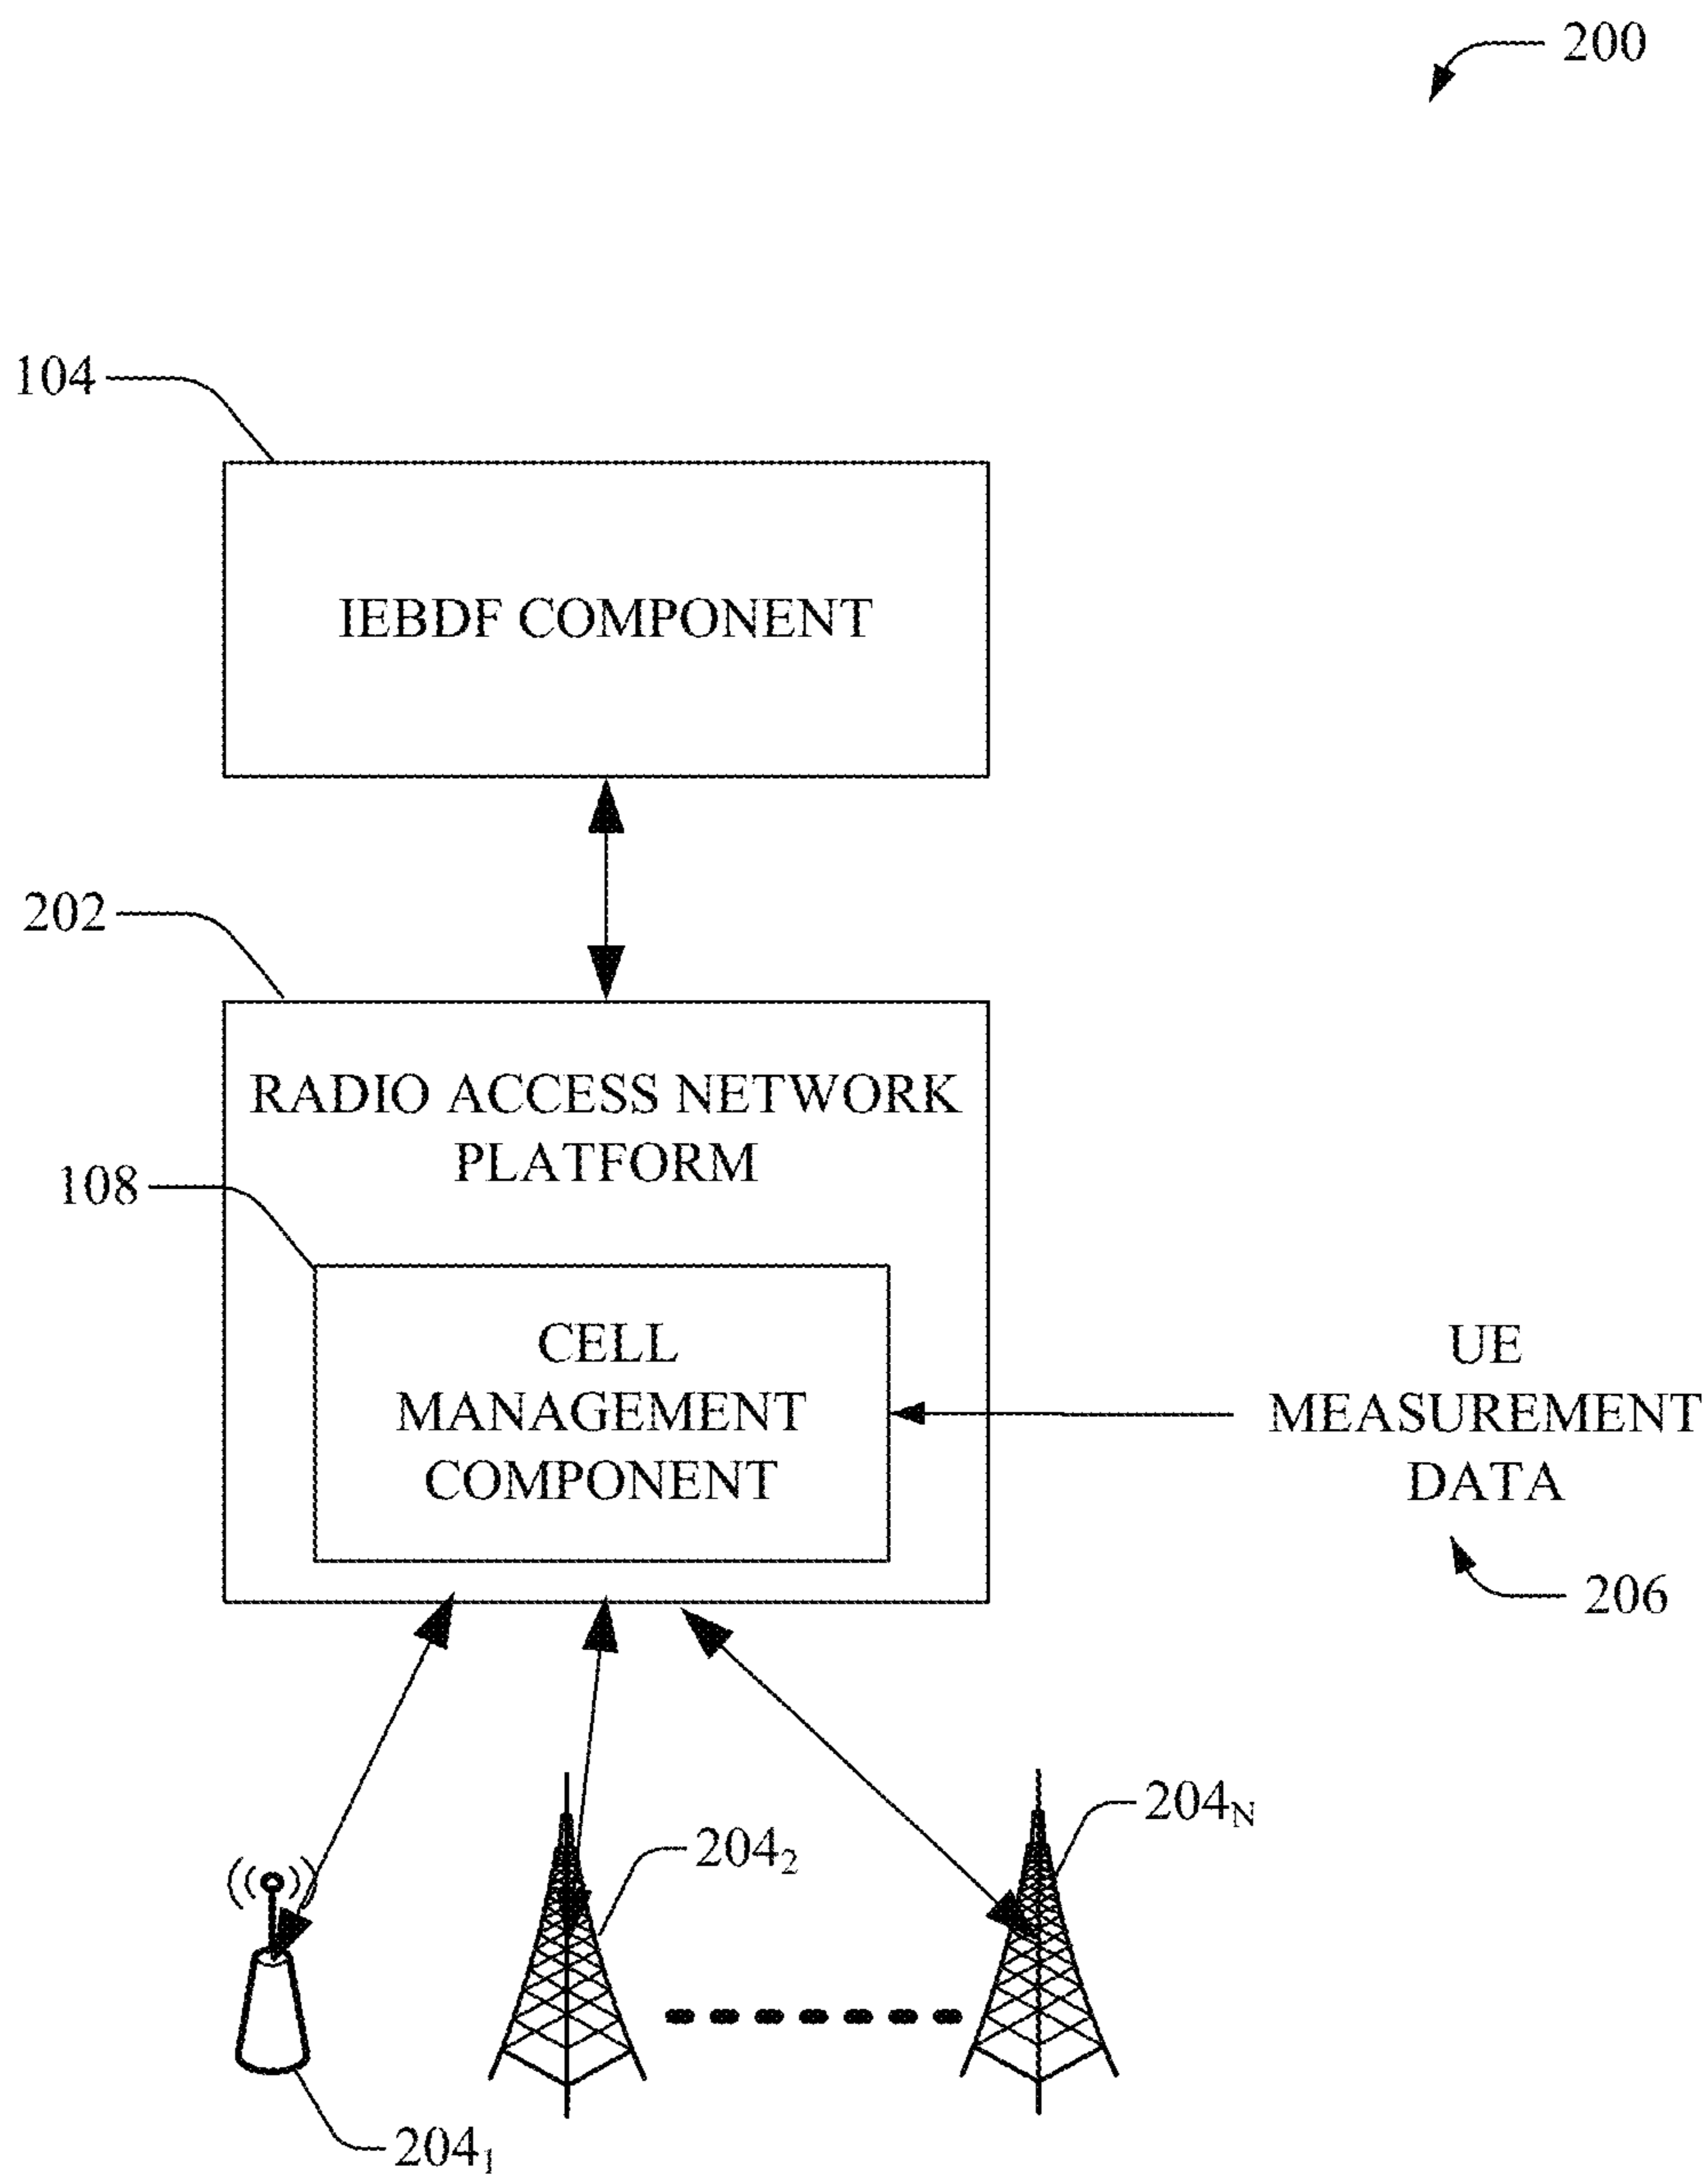 200
104
IEBDF COMPONENT
202
RADIO ACCESS NETWORK
PLATFORM
108
CELL
MANAGEMENT
COMPONENT
UE
MEASUREMENT
DATA
206
204N
2042
2041